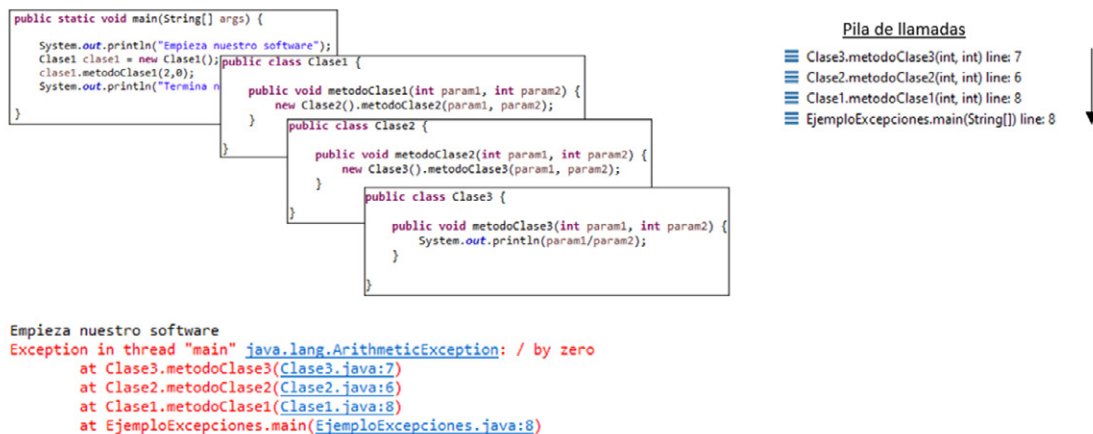 public static void main(String[] args) {
System.out.println("Empieza nuestro software");
Clase1 clase1 = new Clase1();
clase1.metodoClase1(2,0);
System.out.println("Termina n
}
public class Clase1 {
public void metodoClase1(int param1, int param2) {
new Clase2().metodoClase2(param1, param2);
}
}
public class Clase2 {
public void metodoClase2(int param1, int param2) {
new Clase3().metodoClase3(param1, param2);
}
}
public class Clase3 {
public void metodoClase3(int param1, int param2) {
System.out.println(param1/param2);
}
}
Pila de llamadas
Clase3.metodoClase3(int, int) line: 7
Clase2.metodoClase2(int, int) line: 6
Clase1.metodoClase1(int, int) line: 8
EjemploExcepciones.main(String[]) line: 8
Empieza nuestro software
Exception in thread "main" java.lang.ArithmeticException: / by zero
at Clase3.metodoClase3(Clase3.java:7)
at Clase2.metodoClase2(Clase2.java:6)
at Clase1.metodoClase1(Clase1.java:8)
at EjemploExcepciones.main(EjemploExcepciones.java:8)